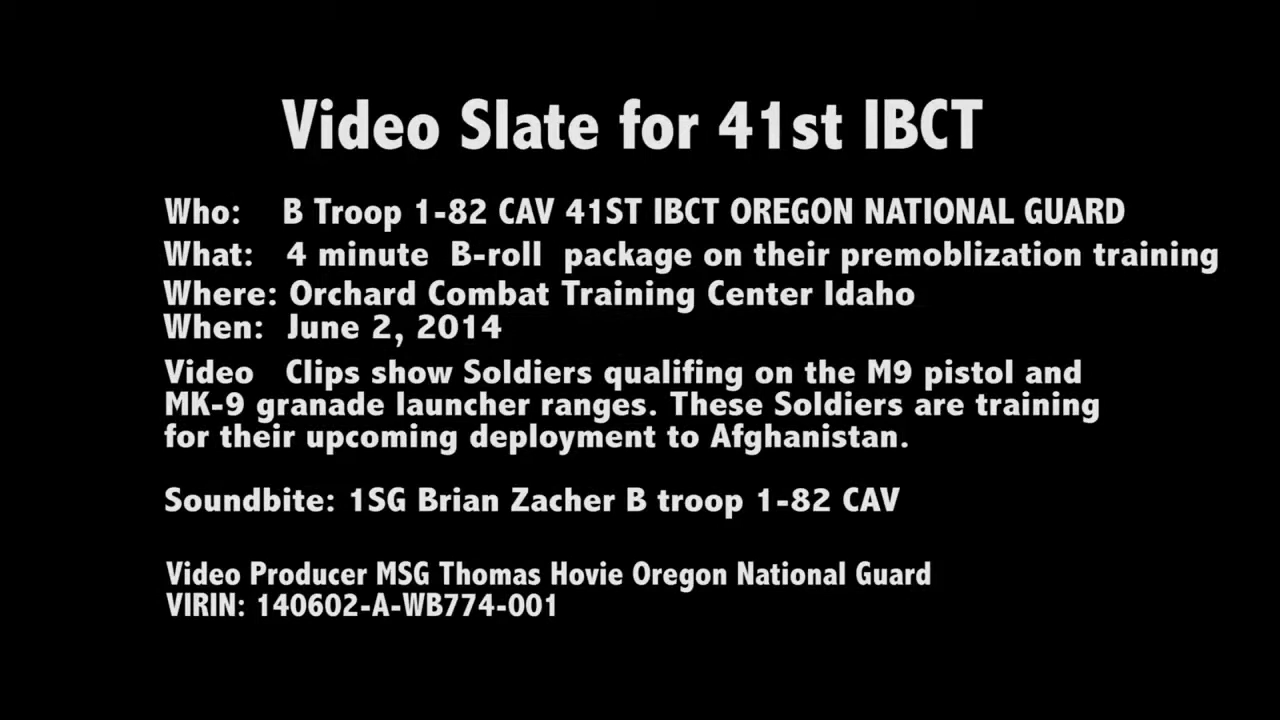 Video Slate for 41st IBCT
Who: B Troop 1-82 CAV 41ST IBCT OREGON NATIONAL GUARD
What: 4 minute B-roll package on their premoblization training
Where: Orchard Combat Training Center Idaho
When: June 2, 2014
Video Clips show Soldiers qualifing on the M9 pistol and
MK-9 granade launcher ranges. These Soldiers are training
for their upcoming deployment to Afghanistan.
Soundbite: 1SG Brian Zacher B troop 1-82 CAV
Video Producer MSG Thomas Hovie Oregon National Guard
VIRIN: 140602-A-WB774-001